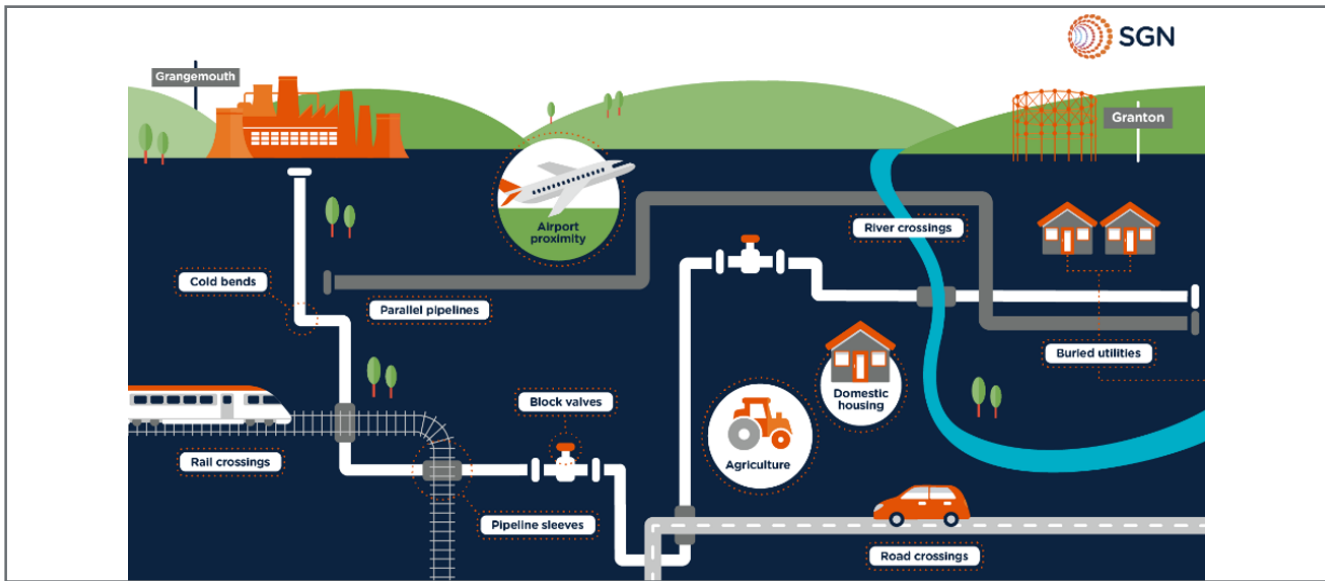 SGN
Grangemouth
Granton
Airport
proximity
River crossings
Cold bends
Parallel pipelines
Buried utilities
Block valves
Domestic
housing
Rail crossings
Agriculture
Pipeline sleeves
Road crossings